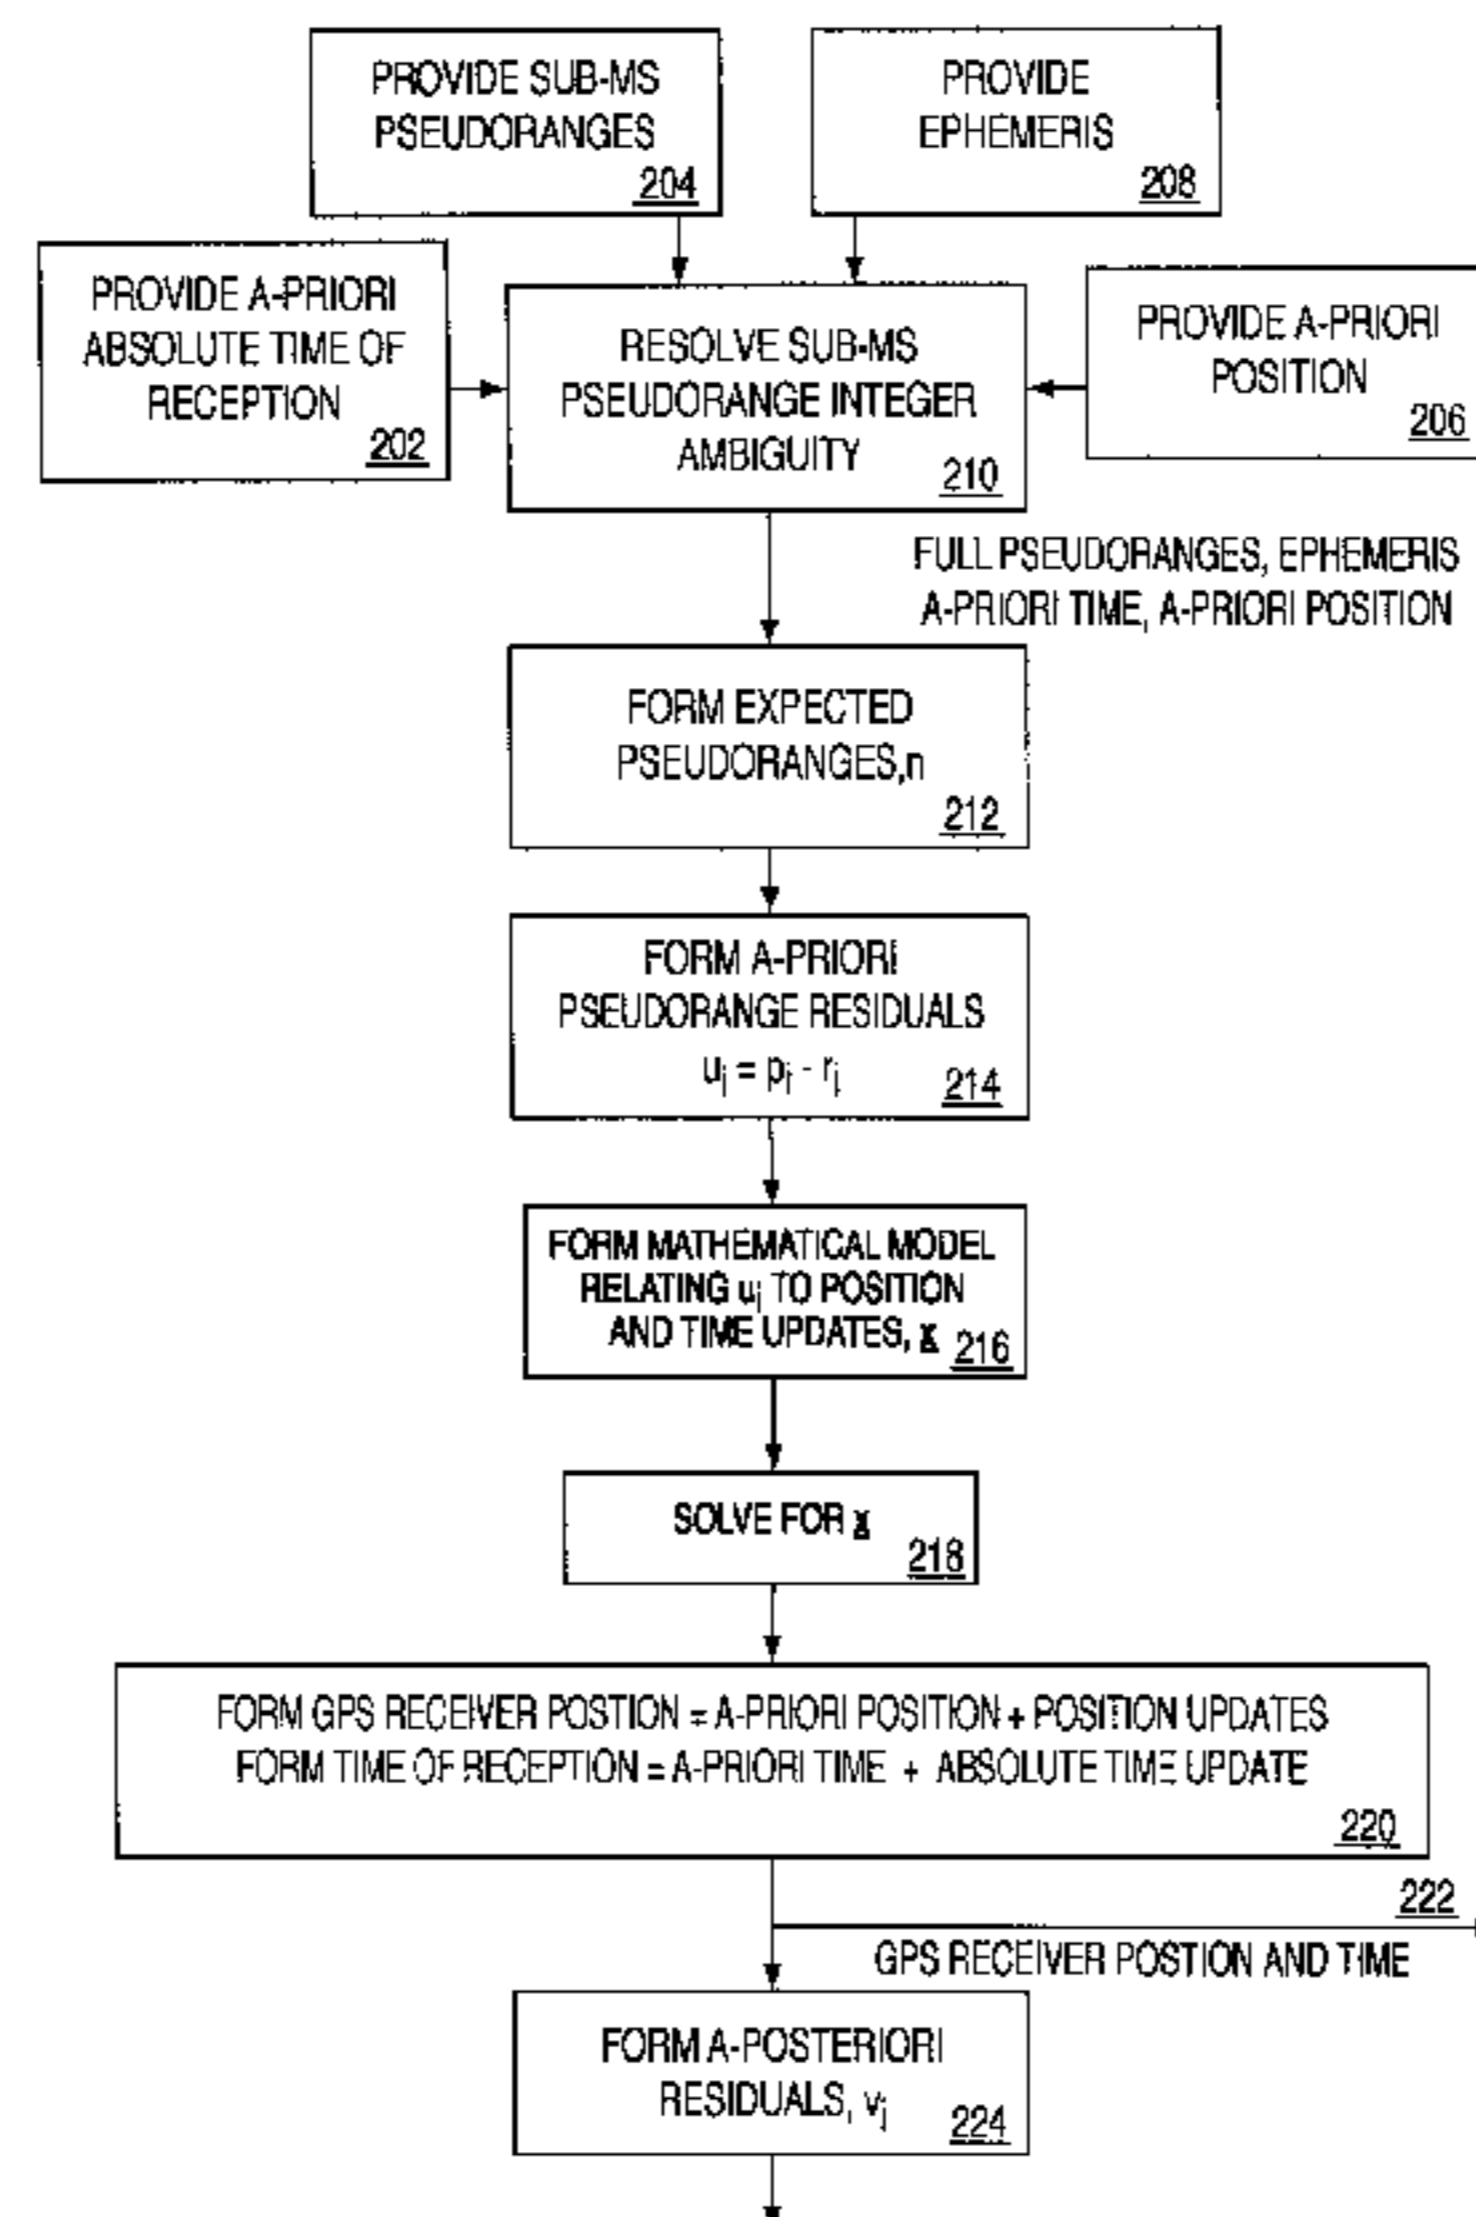 PROVIDE SUB-MS
PSEUDORANGES
204
PROVIDE
EPHEMERIS
208
PROVIDE A-PRIORI
ABSOLUTE TIME OF
RECEPTION
202
RESOLVE SUB-MS
PSEUDORANGE INTEGER
AMBIGUITY
210
PROVIDE A-PRIORI
POSITION
206
FULL PSEUDORANGES, EPHEMERIS
A-PRIORI TIME, A-PRIORI POSITION
FORM EXPECTED
PSEUDORANGES,n
212
FORM A-PRIORI
PSEUDORANGE RESIDUALS
ui = pi - ri
214
FORM MATHEMATICAL MODEL
RELATING ui TO POSITION
AND TIME UPDATES, x
216
SOLVE FOR x
218
FORM GPS RECEIVER POSTION = A-PRIORI POSITION + POSITION UPDATES
FORM TIME OF RECEPTION = A-PRIORI TIME + ABSOLUTE TIME UPDATE
220
222
GPS RECEIVER POSTION AND TIME
FORM A-POSTERIORI
RESIDUALS, vi
224